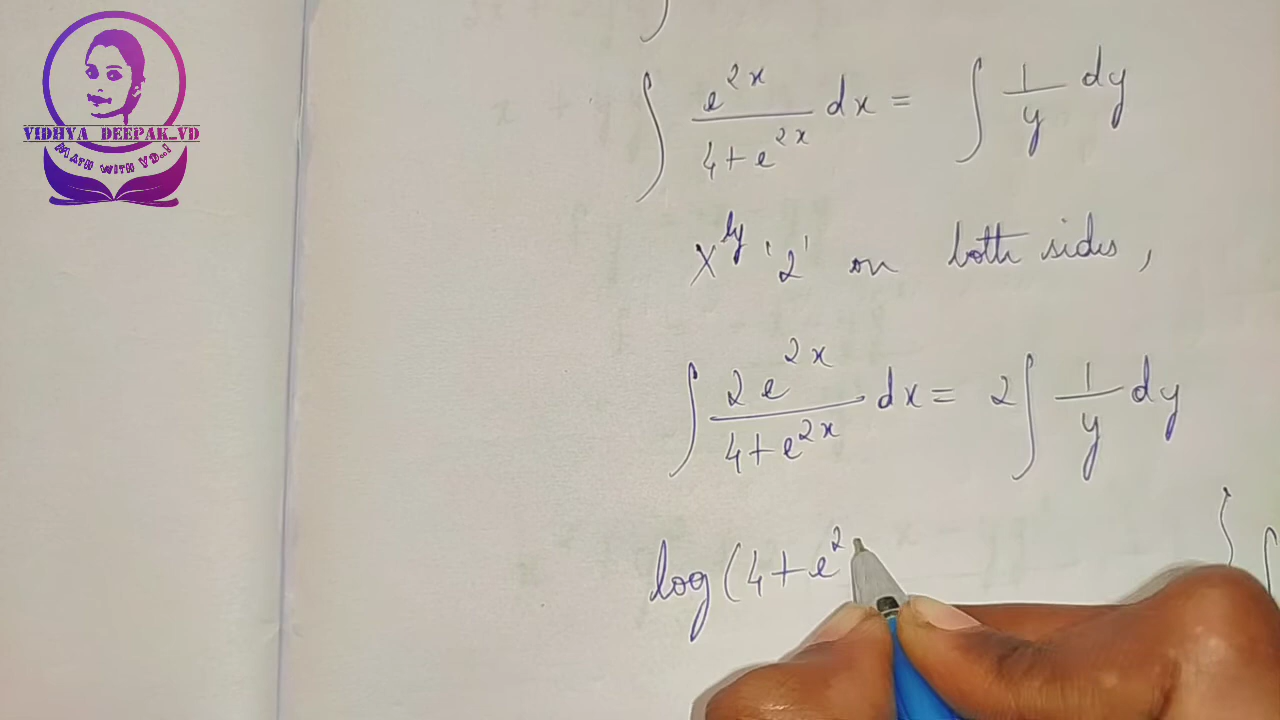 VIDHYA_DEEPAK_VD
MATH WITH VD..!
∫ e^{2x}/(4+e^{2x}) dx = ∫ 1/y dy
X^{ly} '2' on both sides,
∫ 2e^{2x}/(4+e^{2x}) dx = 2∫ 1/y dy
log(4+e^2